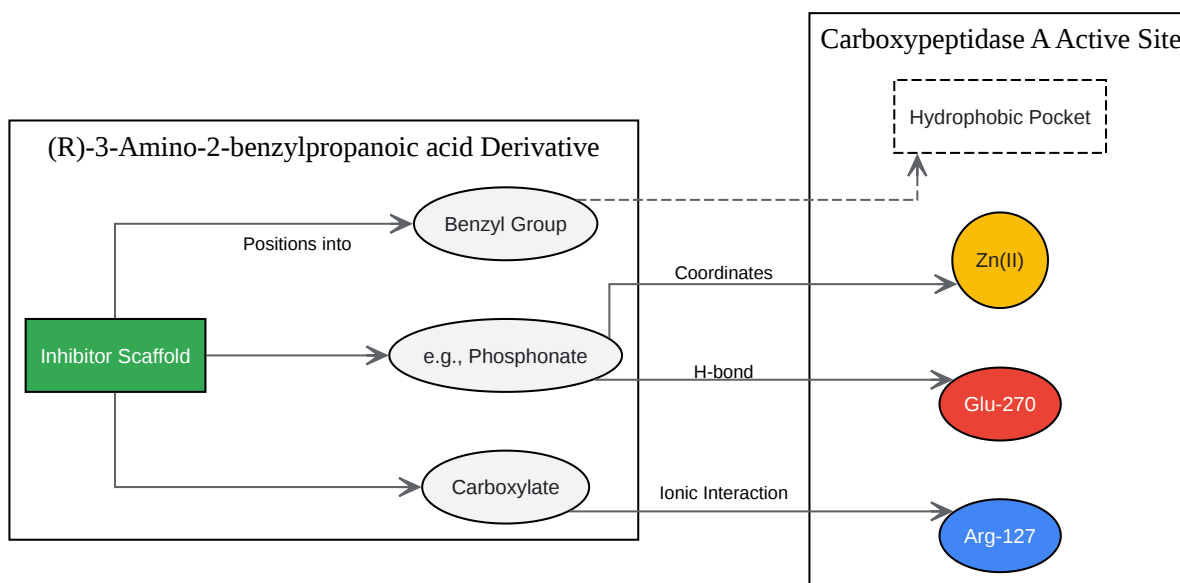 Carboxypeptidase A Active Site
Hydrophobic Pocket
(R)-3-Amino-2-benzylpropanoic acid Derivative
Benzyl Group
Positions into
Zn(II)
Coordinates
Inhibitor Scaffold
e.g., Phosphonate
H-bond
Glu-270
Carboxylate
Ionic Interaction
Arg-127